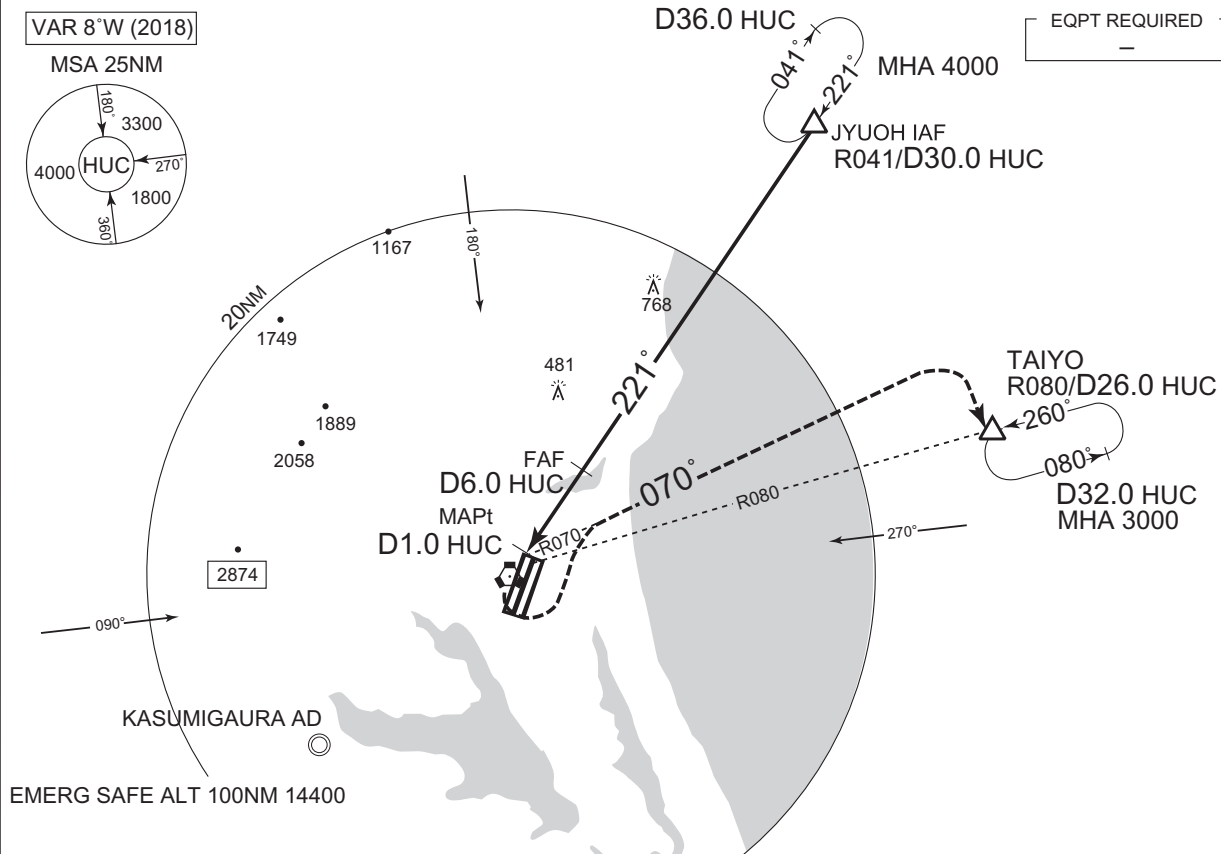 VAR 8°W (2018)
MSA 25NM
180°
3300
4000
HUC
270°
1800
360°
D36.0 HUC
041°
221°
MHA 4000
EQPT REQUIRED
–
JYUOH IAF
R041/D30.0 HUC
1167
180°
20NM
768
1749
481
221°
TAIYO
R080/D26.0 HUC
260°
1889
2058
080°
FAF
D6.0 HUC
070°
R080
D32.0 HUC
MHA 3000
MAPt
D1.0 HUC
R070
270°
2874
090°
KASUMIGAURA AD
EMERG SAFE ALT 100NM 14400